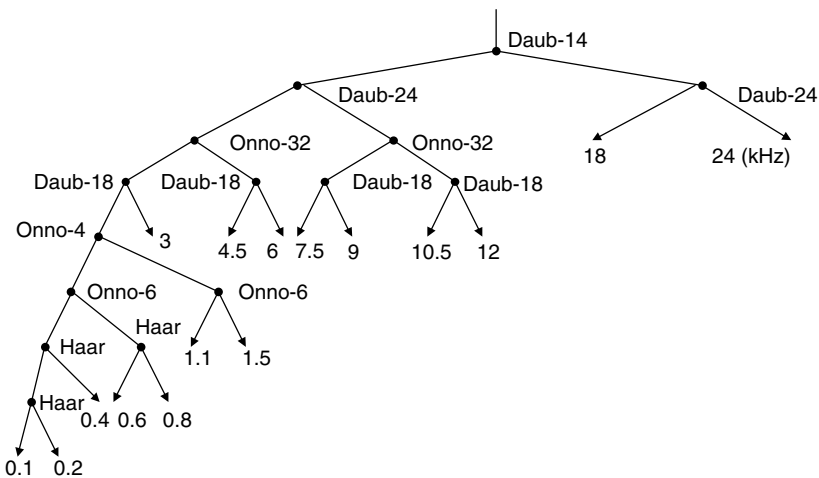 Daub-14
Daub-24
Daub-24
Onno-32
Onno-32
18
24 (kHz)
Daub-18
Daub-18
Daub-18
Daub-18
Onno-4
3
4.5
6
7.5
9
10.5
12
Onno-6
Onno-6
Haar
Haar
1.1
1.5
Haar
0.4
0.6
0.8
0.1
0.2